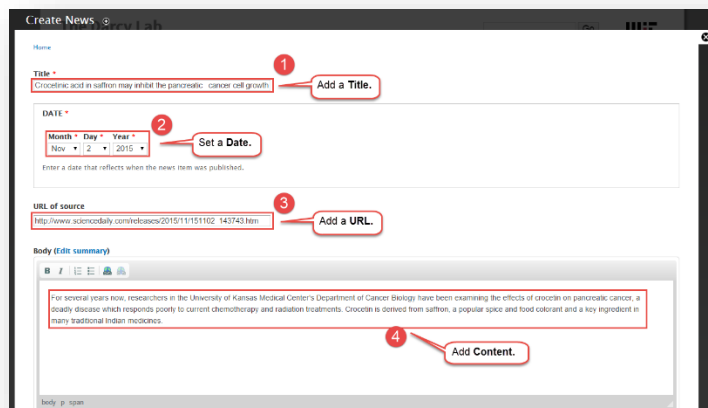 Create News
The Darcy Lab
Go
Home
1
Title *
Crocetinic acid in saffron may inhibit the pancreatic cancer cell growth
Add a Title.
DATE *
2
Month * Day * Year *
Nov 2 2015
Set a Date.
Enter a date that reflects when the news item was published.
URL of source
3
http://www.sciencedaily.com/releases/2015/11/151102_143743.htm
Add a URL.
Body (Edit summary)
B I
For several years now, researchers in the University of Kansas Medical Center's Department of Cancer Biology have been examining the effects of crocetin on pancreatic cancer, a
deadly disease which responds poorly to current chemotherapy and radiation treatments. Crocetin is derived from saffron, a popular spice and food colorant and a key ingredient in
many traditional Indian medicines.
4
Add Content.
body p span